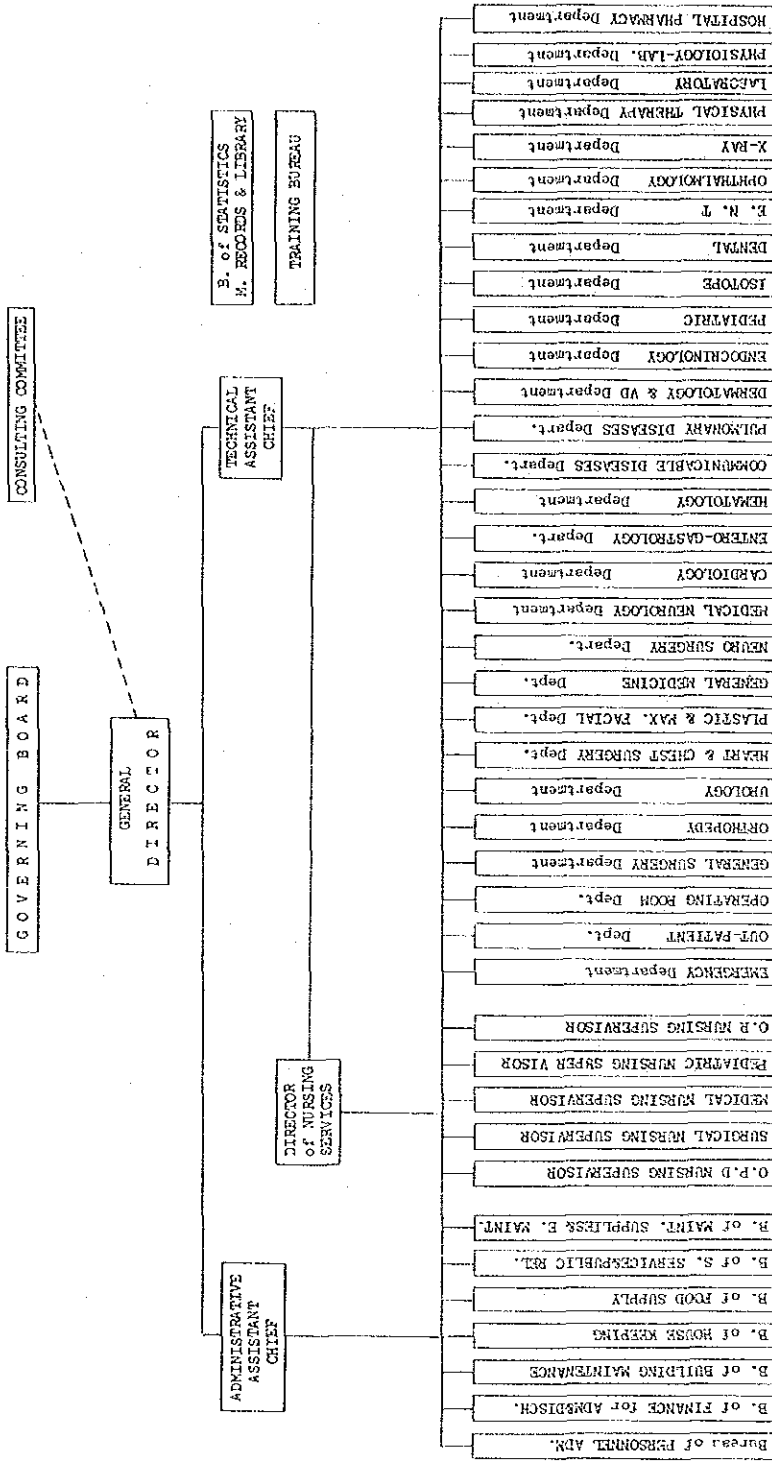 GOVERNING BOARD
CONSULTING COMMITTEE
GENERAL
DIRECTOR
ADMINISTRATIVE
ASSISTANT
CHIEF
TECHNICAL
ASSISTANT
CHIEF
B. of STATISTICS
M. RECORDS & LIBRARY
TRAINING BUREAU
DIRECTOR
of NURSING
SERVICES
Bureau of PERSONNEL ADM.
B. of FINANCE for ADM&DISCH.
B. of BUILDING MAINTENANCE
B. of HOUSE KEEPING
B. of FOOD SUPPLY
B. of S. SERVICE&PUBLIC REL.
B. of MAINT. SUPPLIES& E. MAINT.
O.P.D NURSING SUPERVISOR
SURGICAL NURSING SUPERVISOR
MEDICAL NURSING SUPERVISOR
PEDIATRIC NURSING SUPER VISOR
O.R NURSING SUPERVISOR
EMERGENCY Department
OUT-PATIENT Dept.
OPERATING ROOM Dept.
GENERAL SURGERY Department
ORTHOPEDY Department
UROLOGY Department
HEART & CHEST SURGERY Dept.
PLASTIC & MAX. FACIAL Dept.
GENERAL MEDICINE Dept.
NEURO SURGERY Depart.
MEDICAL NEUROLOGY Department
CARDIOLOGY Department
ENTERO-GASTROLOGY Depart.
HEMATOLOGY Department
COMMUNICABLE DISEASES Depart.
PULMONARY DISEASES Depart.
DERMATOLOGY & VD Department
ENDOCRINOLOGY Department
PEDIATRIC Department
ISOTOPE Department
DENTAL Department
E. N. T Department
OPHTHALMOLOGY Department
X-RAY Department
PHYSICAL THERAPY Department
LABORATORY Department
PHYSIOLOGY-LAB. Department
HOSPITAL PHARMACY Department